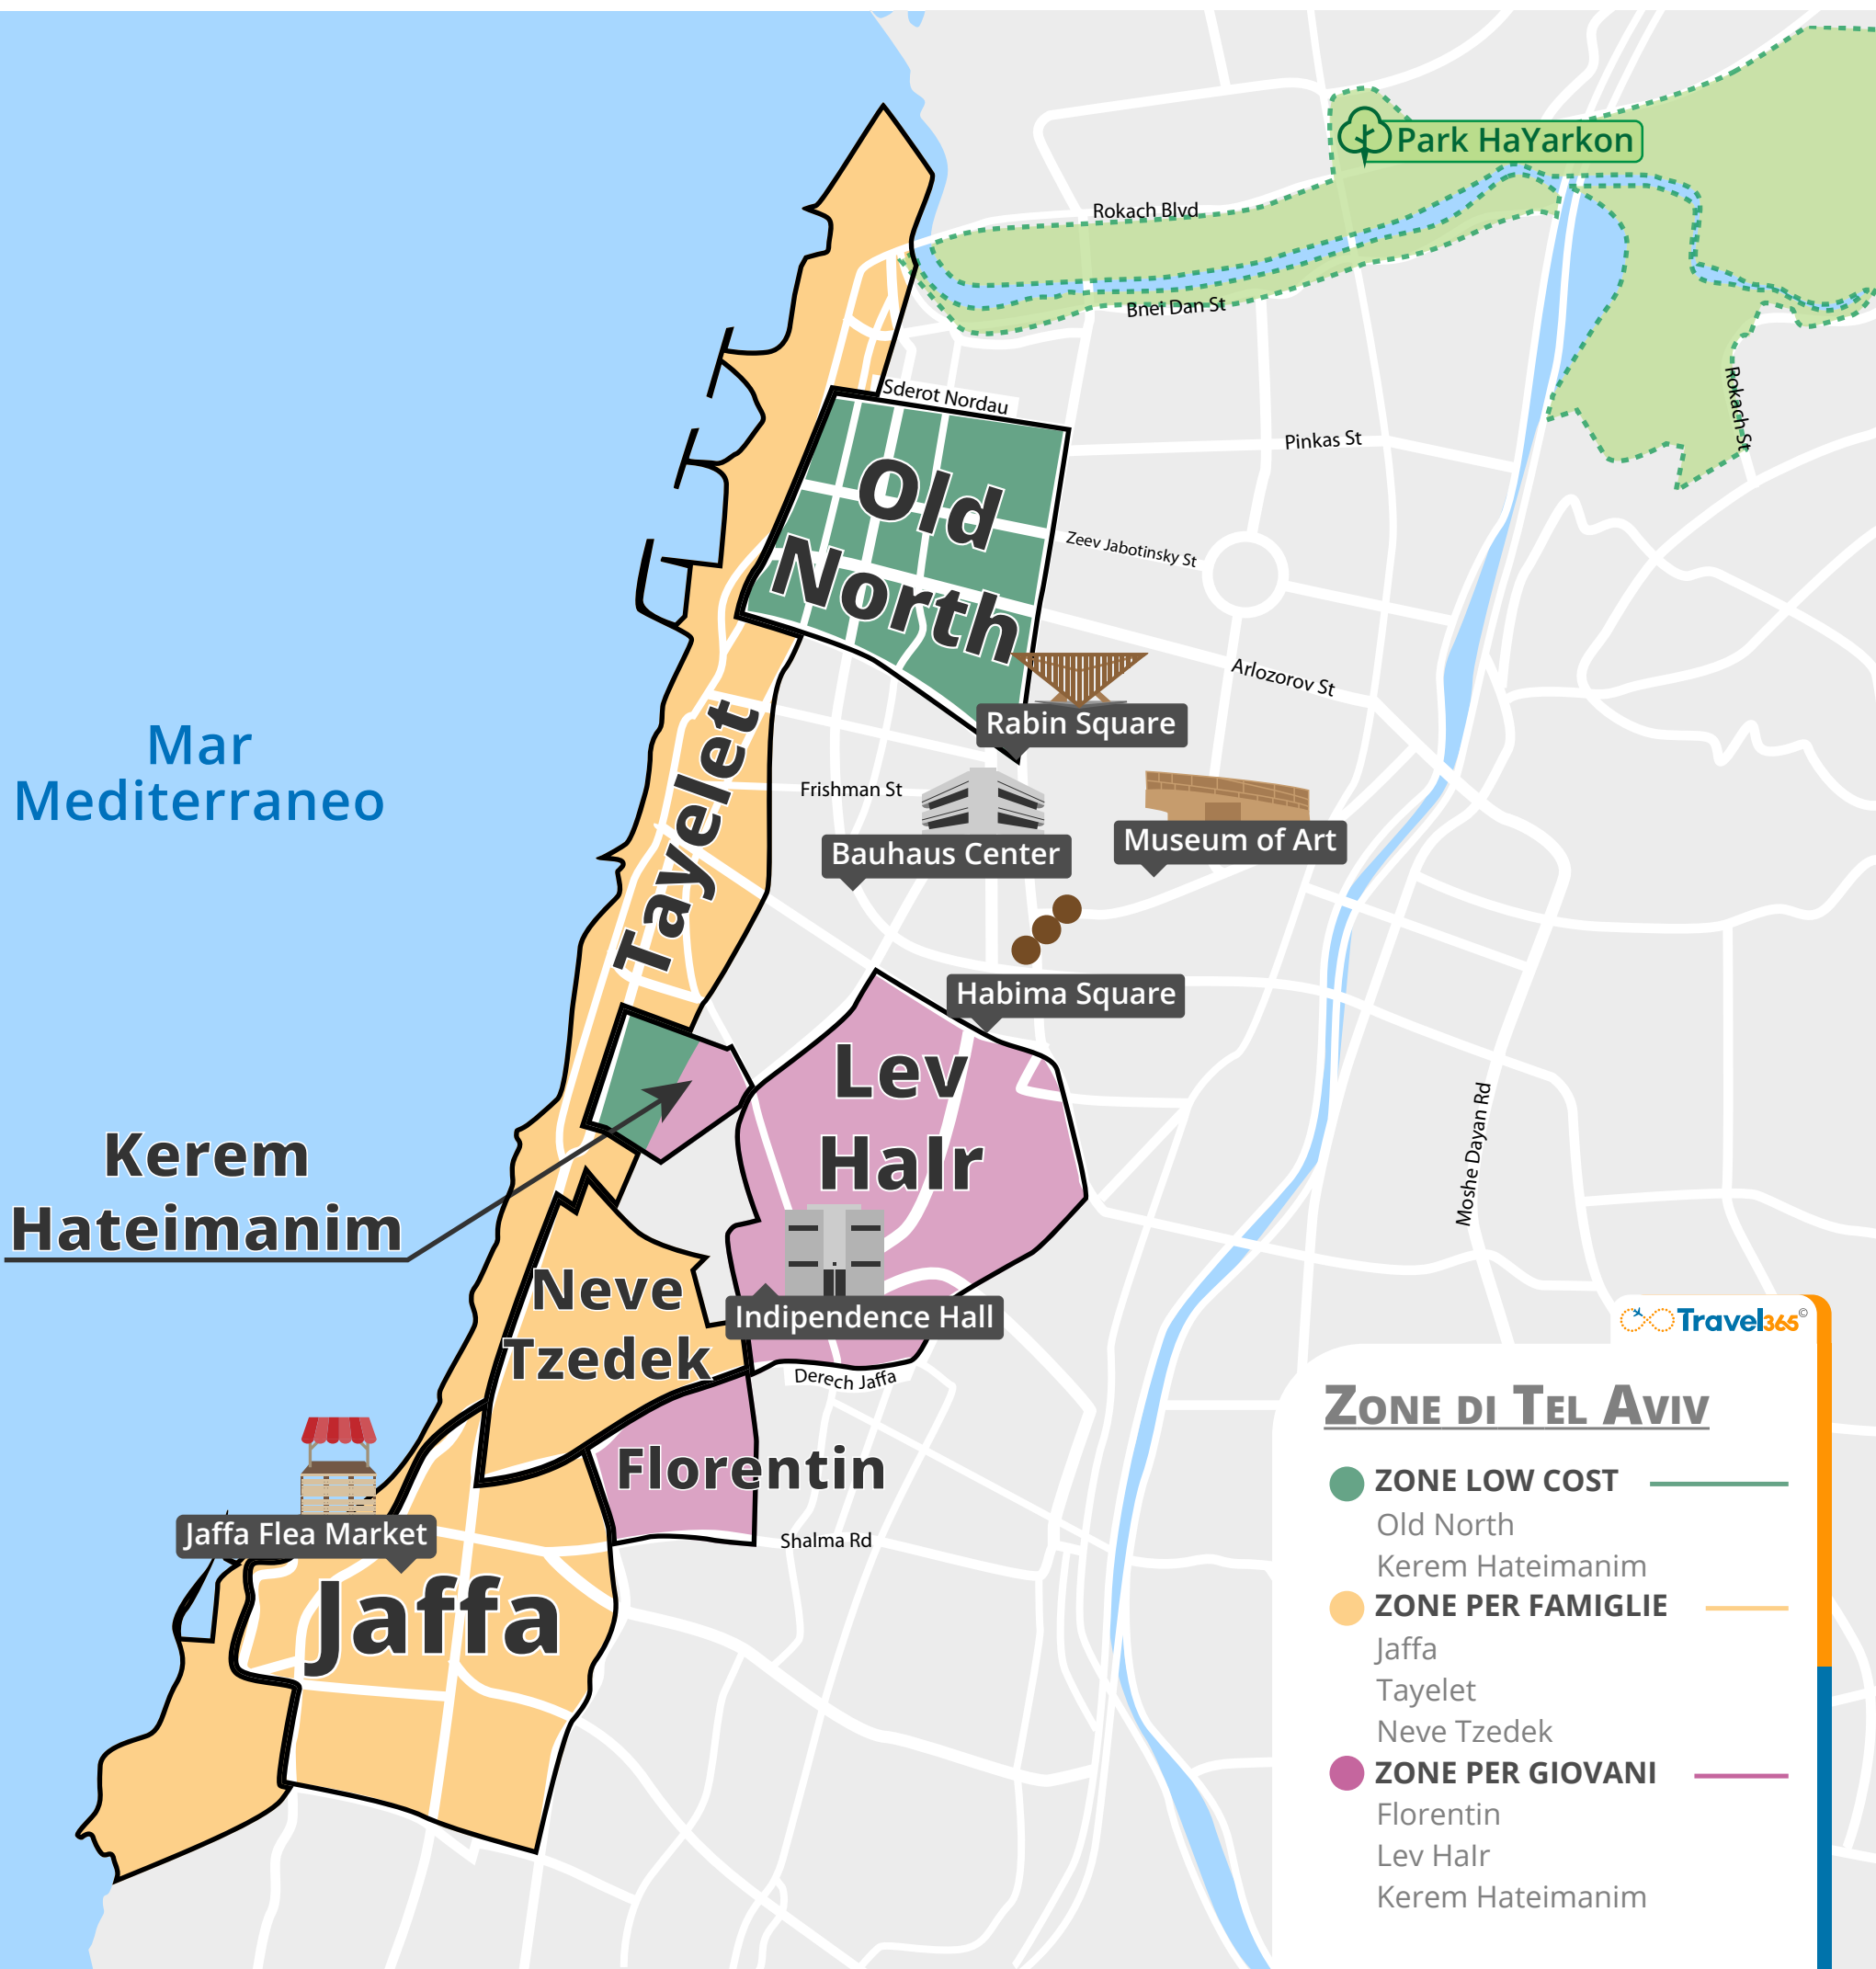 Park HaYarkon
Rokach Blvd
Bnei Dan St
Rokach St
Sderot Nordau
Pinkas St
Old
North
Zeev Jabotinsky St
Arlozorov St
Rabin Square
Mar
Mediterraneo
Tayelet
Frishman St
Bauhaus Center
Museum of Art
Habima Square
Lev
HaIr
Kerem
Hateimanim
Moshe Dayan Rd
Neve
Tzedek
Indipendence Hall
Derech Jaffa
Florentin
Shalma Rd
Jaffa Flea Market
Jaffa
Travel365©
Zone di Tel Aviv
ZONE LOW COST
Old North
Kerem Hateimanim
ZONE PER FAMIGLIE
Jaffa
Tayelet
Neve Tzedek
ZONE PER GIOVANI
Florentin
Lev HaIr
Kerem Hateimanim